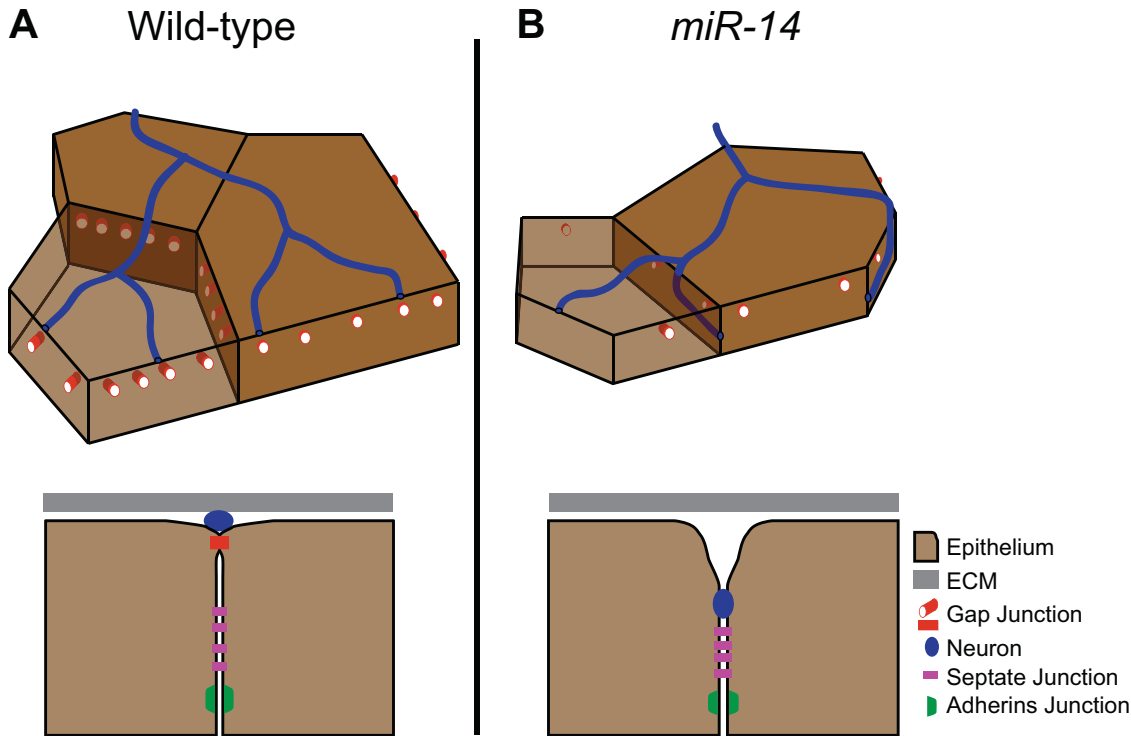 A Wild-type
B miR-14
Epithelium
ECM
Gap Junction
Neuron
Septate Junction
Adherins Junction